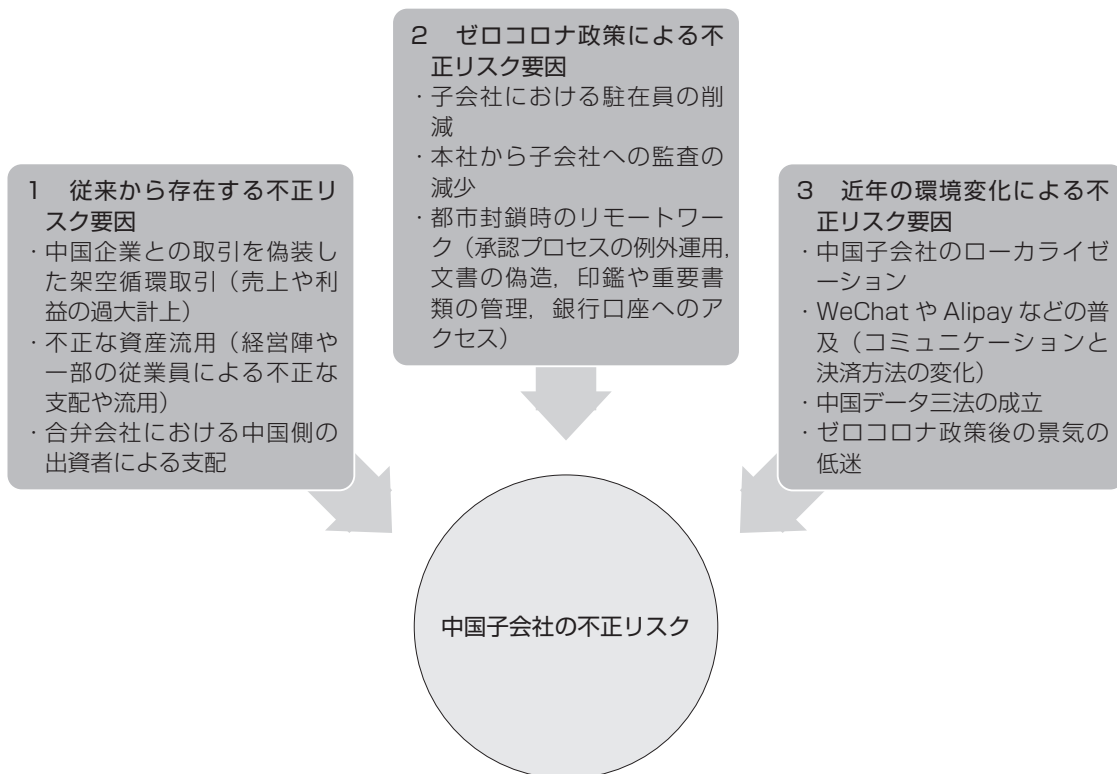 2 ゼロコロナ政策による不
正リスク要因
・子会社における駐在員の削
減
・本社から子会社への監査の
減少
・都市封鎖時のリモートワー
ク（承認プロセスの例外運用，
文書の偽造，印鑑や重要書
類の管理，銀行口座へのア
クセス）
1 従来から存在する不正リ
スク要因
・中国企業との取引を偽装し
た架空循環取引（売上や利
益の過大計上）
・不正な資産流用（経営陣や
一部の従業員による不正な
支配や流用）
・合弁会社における中国側の
出資者による支配
3 近年の環境変化による不
正リスク要因
・中国子会社のローカライゼ
ーション
・WeChat や Alipay などの普
及（コミュニケーションと
決済方法の変化）
・中国データ三法の成立
・ゼロコロナ政策後の景気の
低迷
中国子会社の不正リスク